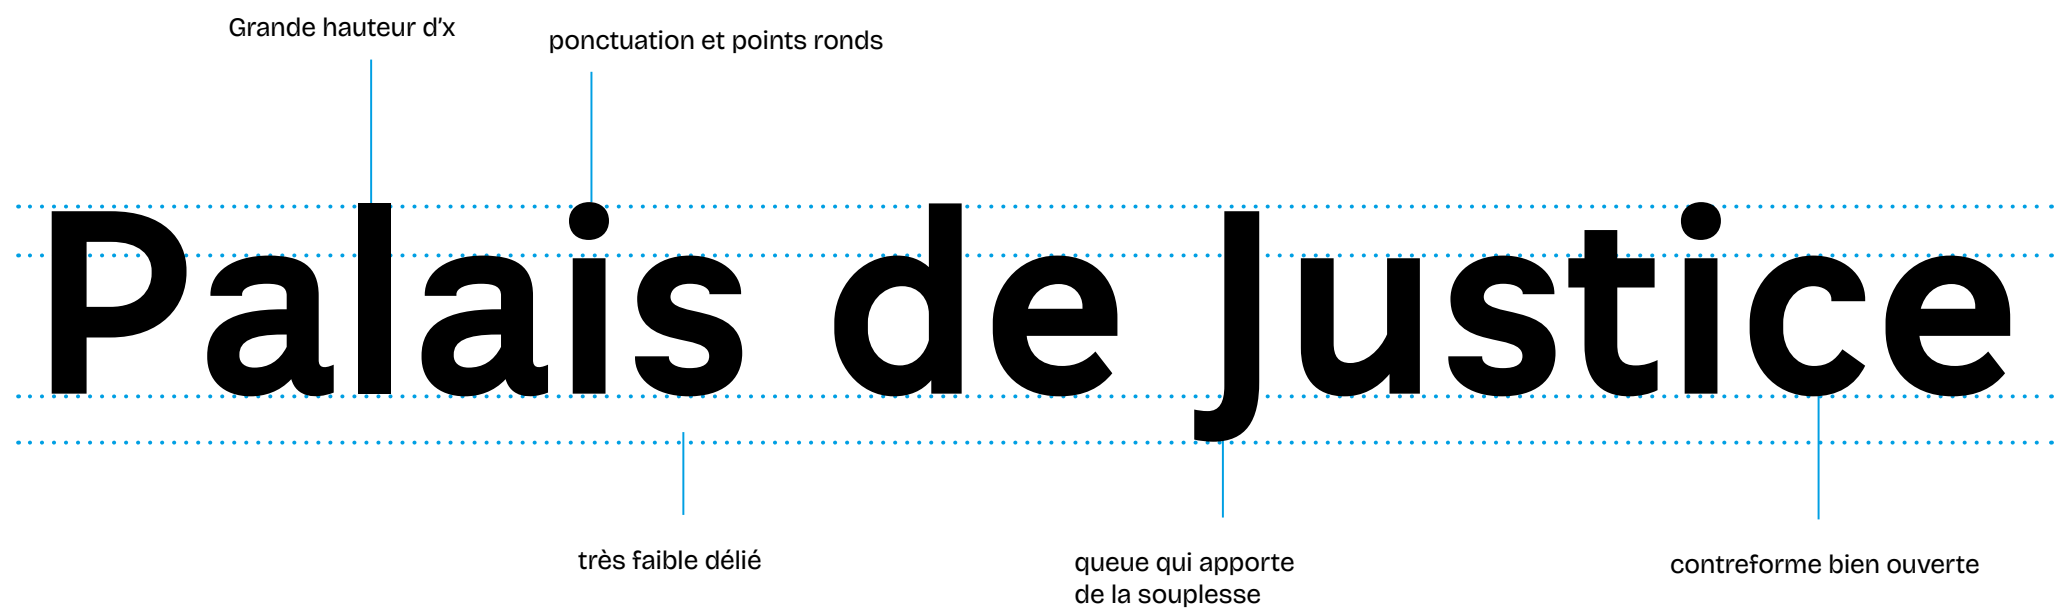 Grande hauteur d’x
ponctuation et points ronds
Palais de Justice
très faible délié
queue qui apporte
de la souplesse
contreforme bien ouverte